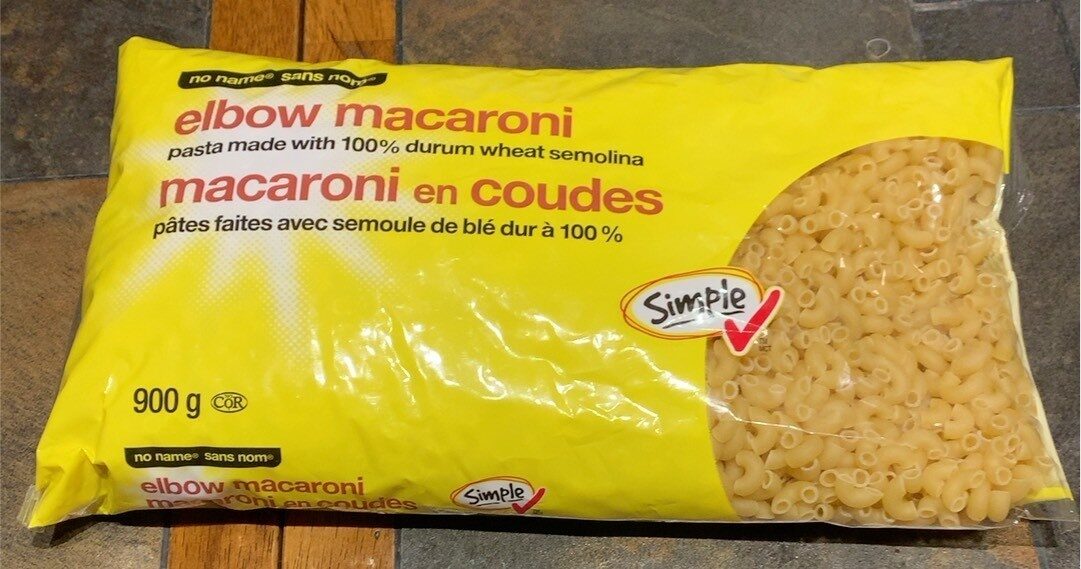 no name® sans nom®
elbow macaroni
pasta made with 100% durum wheat semolina
macaroni en coudes
pâtes faites avec semoule de blé dur à 100 %
Simple
900 g COR
no name® sans nom®
elbow macaroni
macaroni en coudes
Simple